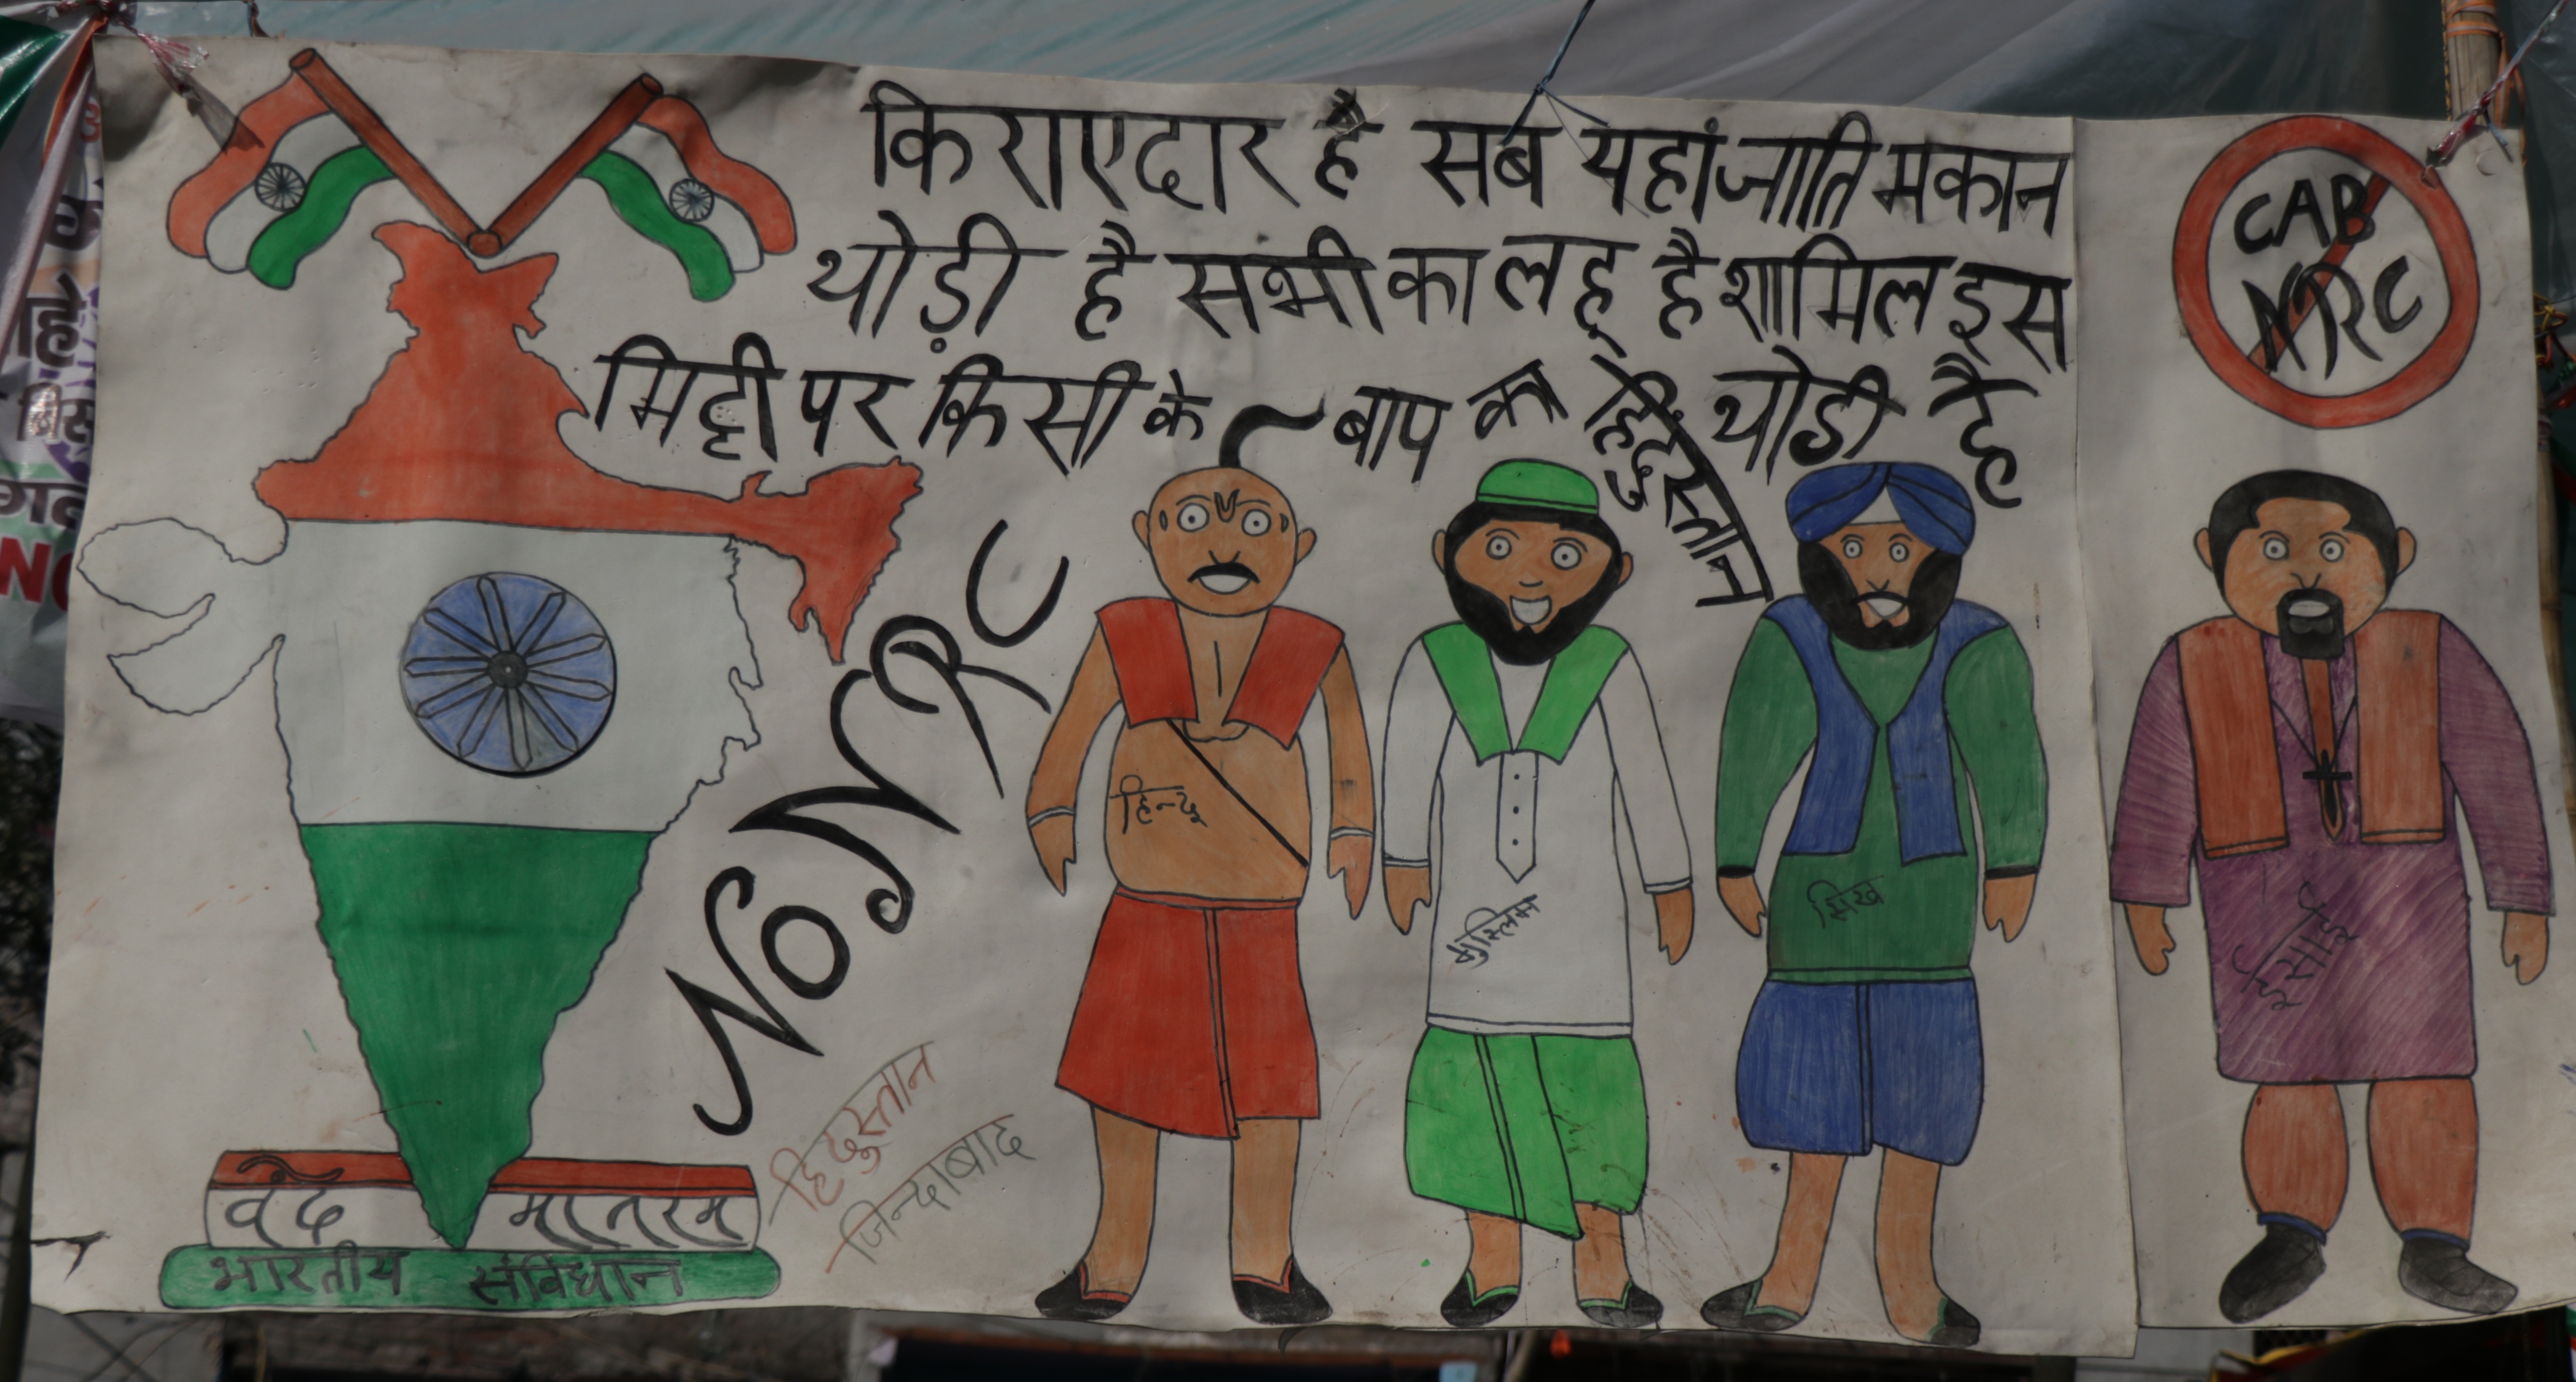 किराएदार है सब यहां जाति मकान
थोड़ी है सभी का लहू है शामिल इस
मिट्टी पर किसी के बाप का हिंदुस्तान थोडी है
CAB
NRC
NO NRC
हिन्दू
मुस्लिम
सिख
ईसाई
हिंदुस्तान
जिन्दाबाद
वंदे मातरम
भारतीय संविधान